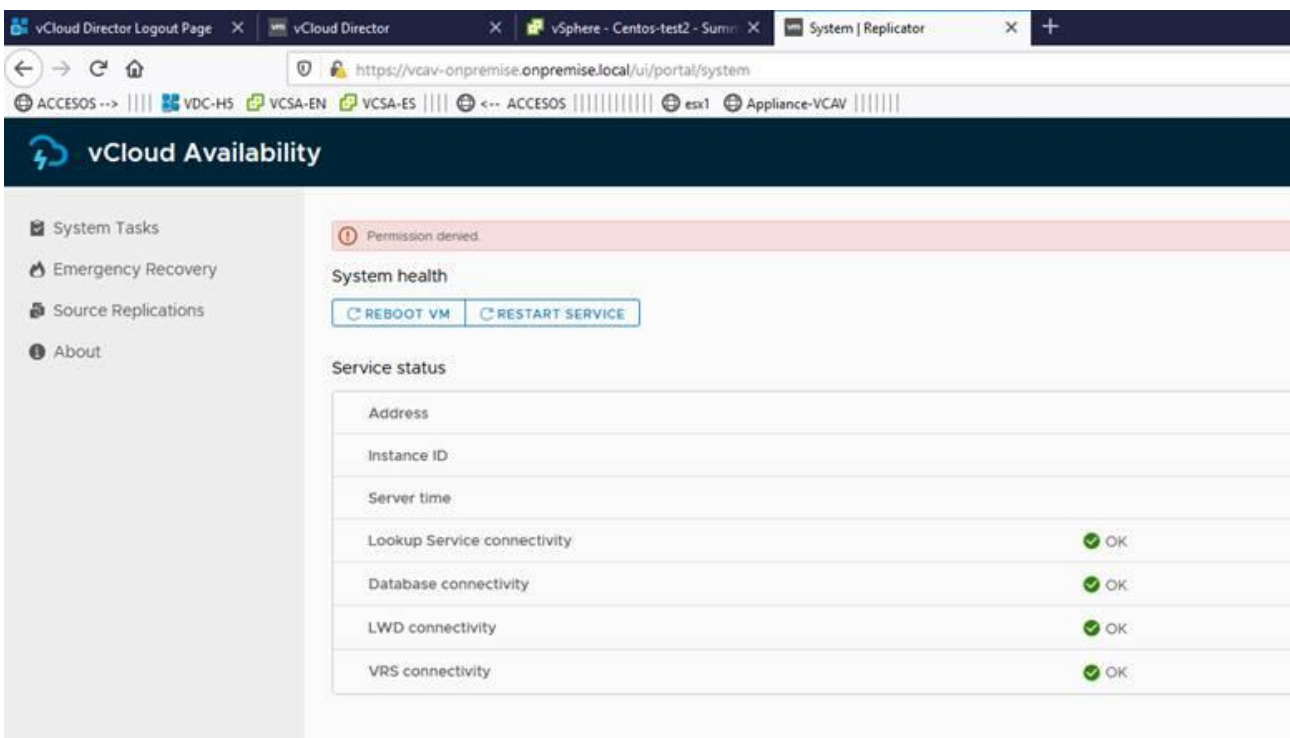 vCloud Director Logout Page
vCloud Director
vSphere - Centos-test2 - Summ
System | Replicator
https://vcav-onpremise.onpremise.local/ui/portal/system
ACCESOS --> |||| VDC-H5 VCSA-EN VCSA-ES |||| <-- ACCESOS |||||||||||| esx1 Appliance-VCAV |||||||
vCloud Availability
System Tasks
Emergency Recovery
Source Replications
About
Permission denied.
System health
REBOOT VM RESTART SERVICE
Service status
Address
Instance ID
Server time
Lookup Service connectivity OK
Database connectivity OK
LWD connectivity OK
VRS connectivity OK